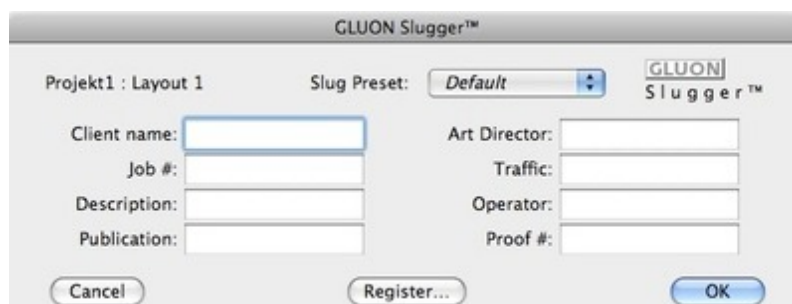 GLUON Slugger™
Projekt1 : Layout 1 Slug Preset: Default GLUON
Slugger™
Client name: Art Director:
Job #: Traffic:
Description: Operator:
Publication: Proof #:
Cancel Register... OK